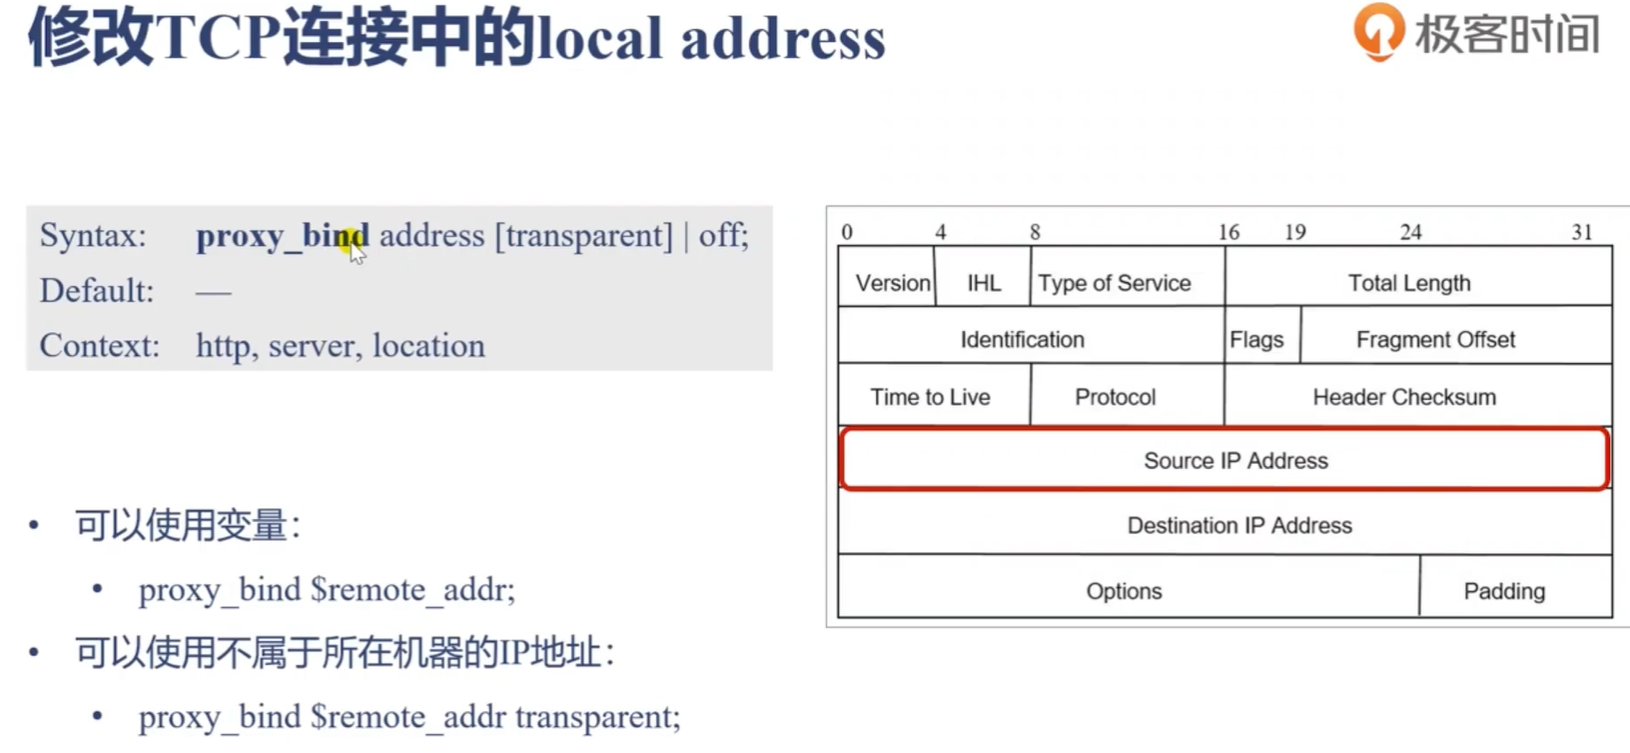 修改TCP连接中的local address
极客时间
Syntax: proxy_bind address [transparent] | off;
Default: —
Context: http, server, location
• 可以使用变量：
• proxy_bind $remote_addr;
• 可以使用不属于所在机器的IP地址：
• proxy_bind $remote_addr transparent;
0 4 8 16 19 24 31
Version IHL Type of Service Total Length
Identification Flags Fragment Offset
Time to Live Protocol Header Checksum
Source IP Address
Destination IP Address
Options Padding